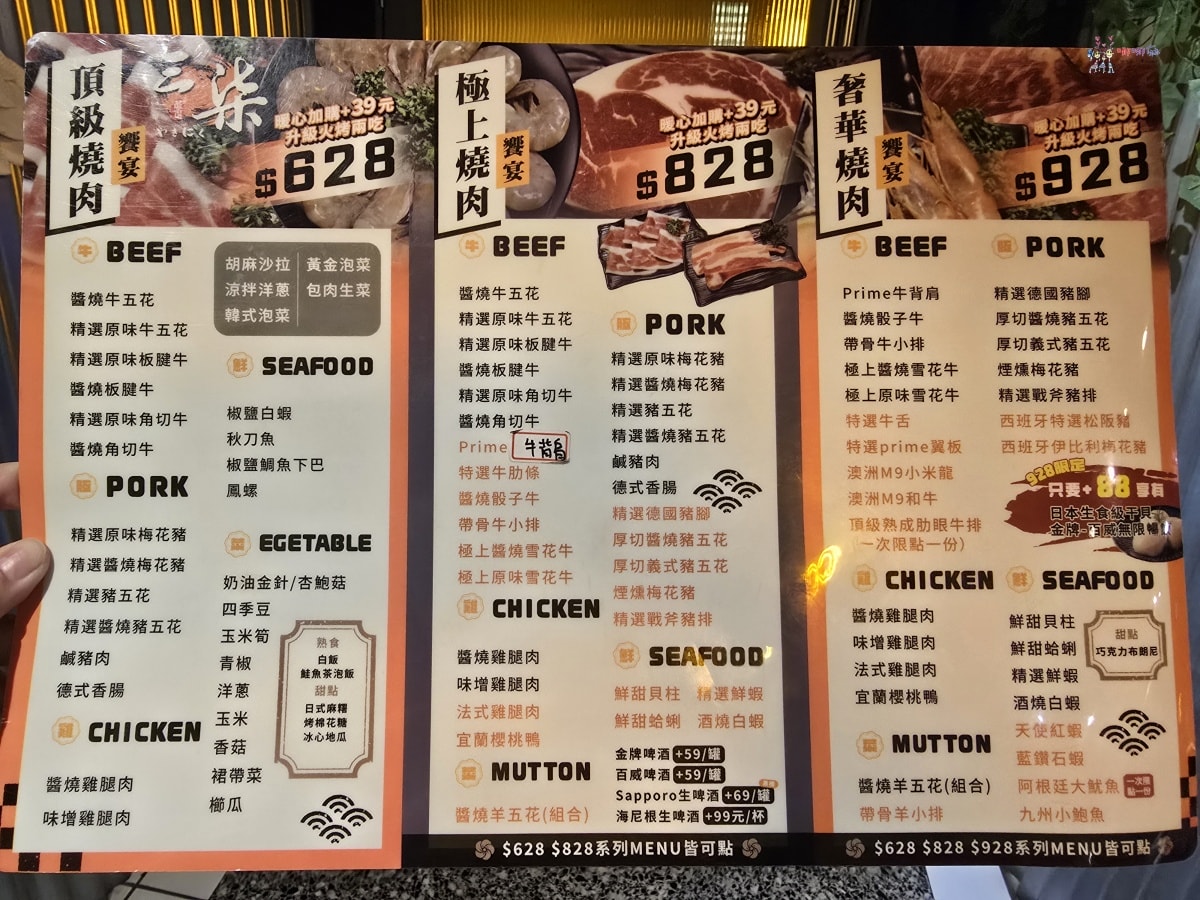 頂級燒肉
饗宴
三柒
やきにく
暖心加購+39元
升級火烤兩吃
$628
牛 BEEF
醬燒牛五花
精選原味牛五花
精選原味板腱牛
醬燒板腱牛
精選原味角切牛
醬燒角切牛
胡麻沙拉 黃金泡菜
涼拌洋蔥 包肉生菜
韓式泡菜
豚 PORK
精選原味梅花豬
精選醬燒梅花豬
精選豬五花
精選醬燒豬五花
鹹豬肉
德式香腸
雞 CHICKEN
醬燒雞腿肉
味增雞腿肉
鮮 SEAFOOD
椒鹽白蝦
秋刀魚
椒鹽鯛魚下巴
鳳螺
菜 EGETABLE
奶油金針/杏鮑菇
四季豆
玉米筍
青椒
洋蔥
玉米
香菇
裙帶菜
櫛瓜
熟食
白飯
鮭魚茶泡飯
甜點
日式麻糬
烤棉花糖
冰心地瓜
極上燒肉
饗宴
暖心加購+39元
升級火烤兩吃
$828
牛 BEEF
醬燒牛五花
精選原味牛五花
精選原味板腱牛
醬燒板腱牛
精選原味角切牛
醬燒角切牛
Prime 牛背肩
特選牛肋條
醬燒骰子牛
帶骨牛小排
極上醬燒雪花牛
極上原味雪花牛
雞 CHICKEN
醬燒雞腿肉
味增雞腿肉
法式雞腿肉
宜蘭櫻桃鴨
菜 MUTTON
醬燒羊五花(組合)
豚 PORK
精選原味梅花豬
精選醬燒梅花豬
精選豬五花
精選醬燒豬五花
鹹豬肉
德式香腸
精選德國豬腳
厚切醬燒豬五花
厚切義式豬五花
煙燻梅花豬
精選戰斧豬排
鮮 SEAFOOD
鮮甜貝柱 精選鮮蝦
鮮甜蛤蜊 酒燒白蝦
金牌啤酒 +59/罐
百威啤酒 +59/罐
Sapporo生啤酒 +69/罐
海尼根生啤酒 +99元/杯
$628 $828系列MENU皆可點
奢華燒肉
饗宴
暖心加購+39元
升級火烤兩吃
$928
牛 BEEF
Prime牛背肩
醬燒骰子牛
帶骨牛小排
極上醬燒雪花牛
極上原味雪花牛
特選牛舌
特選prime翼板
澳洲M9小米龍
澳洲M9和牛
頂級熟成肋眼牛排
(一次限點一份)
豚 PORK
精選德國豬腳
厚切醬燒豬五花
厚切義式豬五花
煙燻梅花豬
精選戰斧豬排
西班牙特選松阪豬
西班牙伊比利梅花豬
928限定
只要+88享有
日本生食級干貝
金牌-百威無限暢
雞 CHICKEN
醬燒雞腿肉
味增雞腿肉
法式雞腿肉
宜蘭櫻桃鴨
菜 MUTTON
醬燒羊五花(組合)
帶骨羊小排
鮮 SEAFOOD
鮮甜貝柱
鮮甜蛤蜊
精選鮮蝦
酒燒白蝦
天使紅蝦
藍鑽石蝦
阿根廷大魷魚 一次限點一份
九州小鮑魚
甜點
巧克力布朗尼
$628 $828 $928系列MENU皆可點